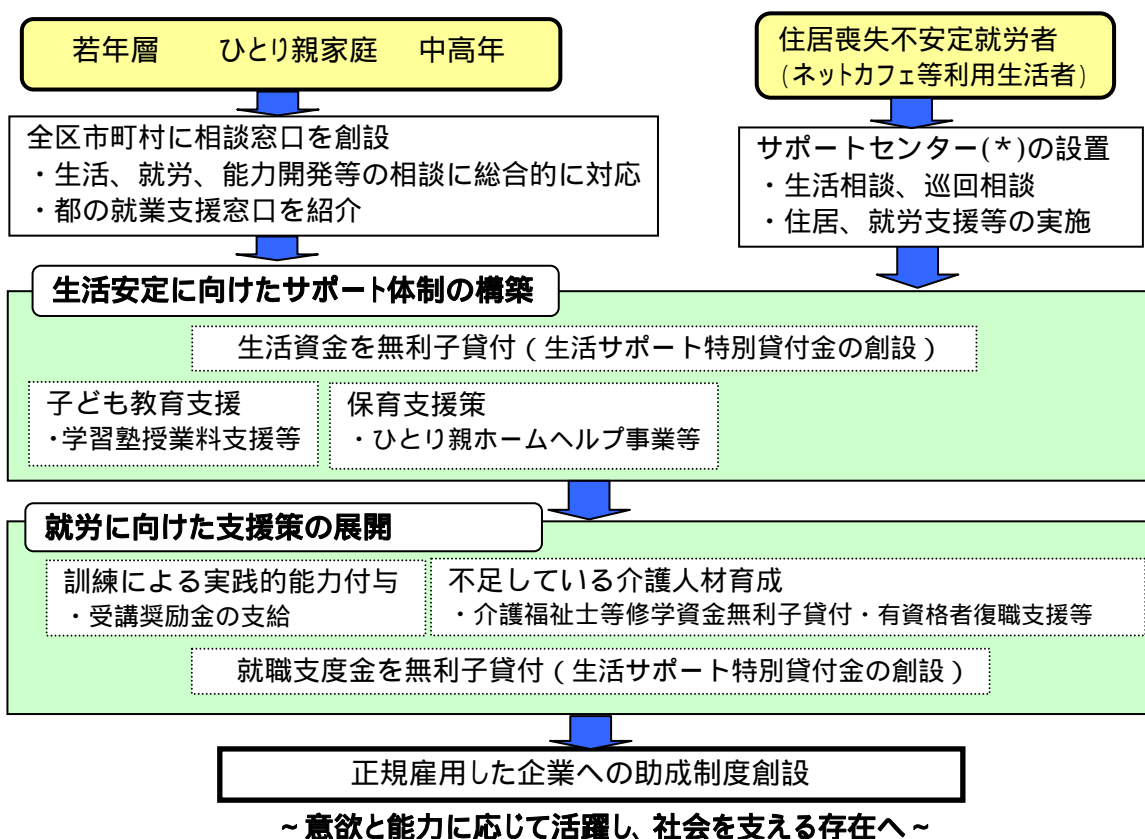 若年層　ひとり親家庭　中高年
住居喪失不安定就労者
(ネットカフェ等利用生活者)
全区市町村に相談窓口を創設
・生活、就労、能力開発等の相談に総合的に対応
・都の就業支援窓口を紹介
サポートセンター(*)の設置
・生活相談、巡回相談
・住居、就労支援等の実施
生活安定に向けたサポート体制の構築
生活資金を無利子貸付(生活サポート特別貸付金の創設)
子ども教育支援
・学習塾授業料支援等
保育支援策
・ひとり親ホームヘルプ事業等
就労に向けた支援策の展開
訓練による実践的能力付与
・受講奨励金の支給
不足している介護人材育成
・介護福祉士等修学資金無利子貸付・有資格者復職支援等
就職支度金を無利子貸付(生活サポート特別貸付金の創設)
正規雇用した企業への助成制度創設
~意欲と能力に応じて活躍し、社会を支える存在へ~